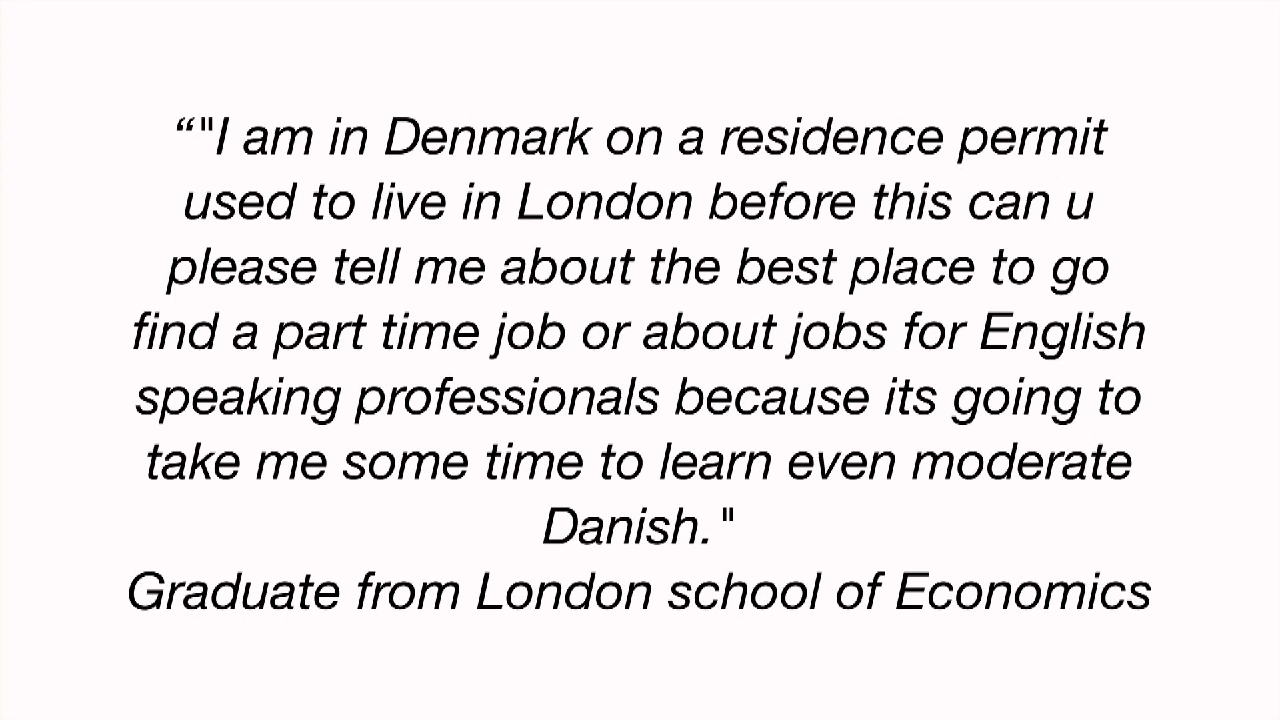 “"I am in Denmark on a residence permit
used to live in London before this can u
please tell me about the best place to go
find a part time job or about jobs for English
speaking professionals because its going to
take me some time to learn even moderate
Danish."
Graduate from London school of Economics